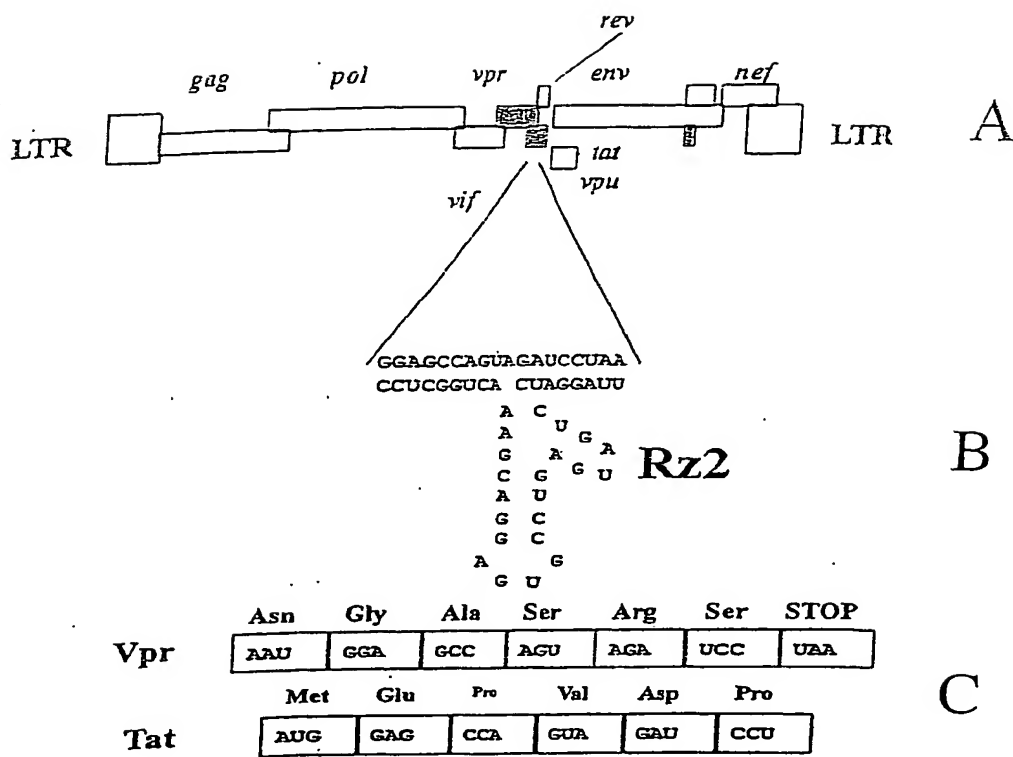 rev
gag pol vpr env nef
LTR LTR A
tat
vpu
vif
GGAGCCAGUAGAUCCUAA
CCUCGGUCA CUAGGAUU
A C
A U
A G A
G A G U
C G
A U
G C
G C
A G
G U
Rz2
B
Asn Gly Ala Ser Arg Ser STOP
Vpr AAU GGA GCC AGU AGA UCC UAA
Met Glu Pro Val Asp Pro
C
Tat AUG GAG CCA GUA GAU CCU